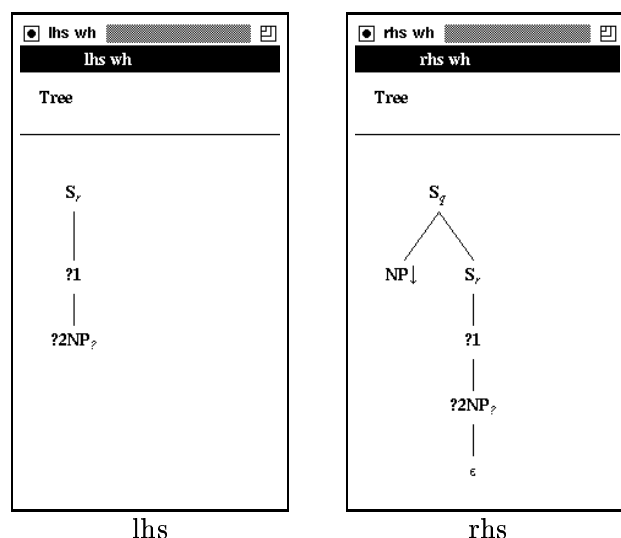 lhs wh
lhs wh
Tree
S_r
?1
?2NP_?
lhs
rhs wh
rhs wh
Tree
S_q
NP↓ S_r
?1
?2NP_?
ε
rhs